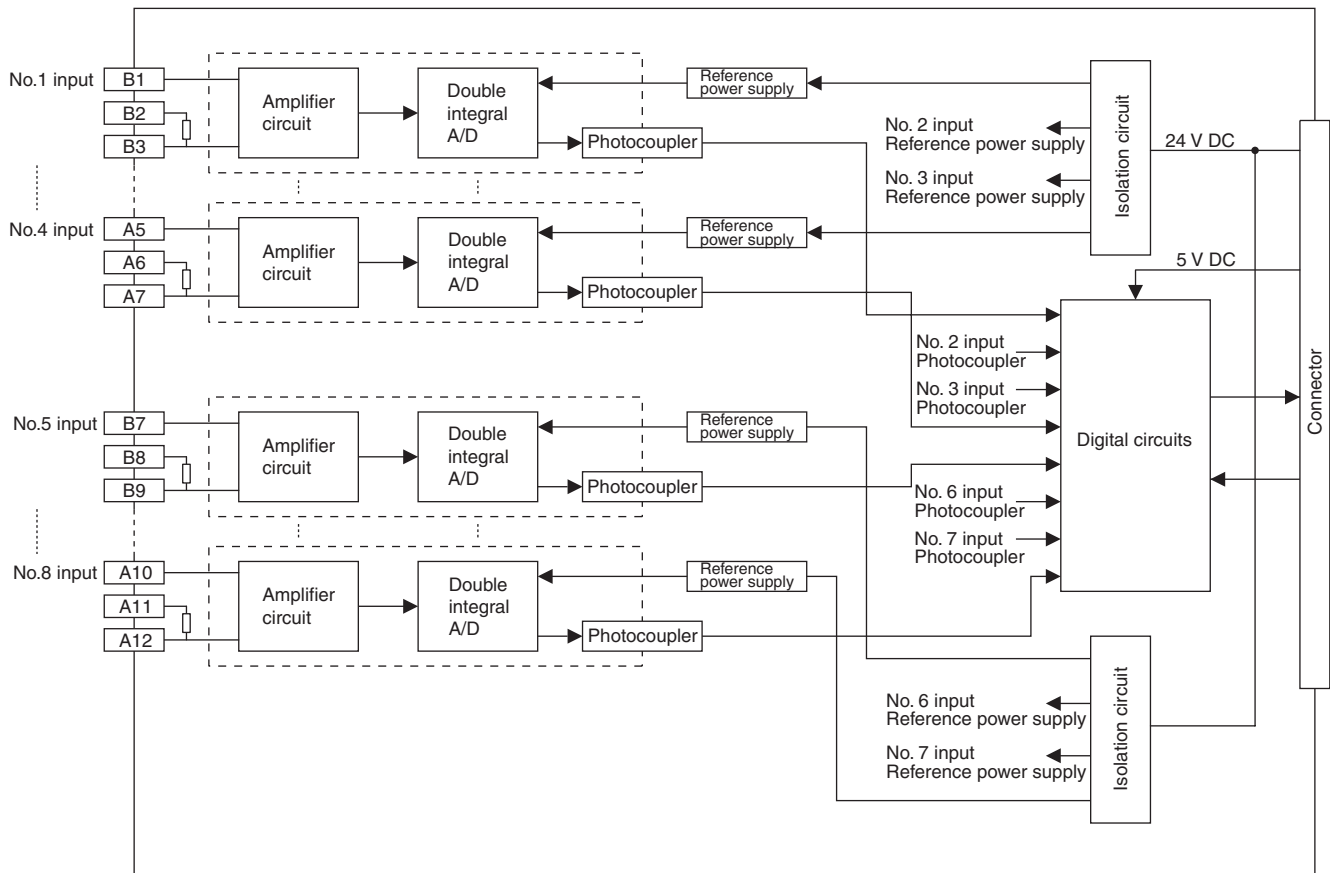 No.1 input
B1
B2
B3
Amplifier
circuit
Double
integral
A/D
Reference
power supply
Photocoupler
No. 2 input
Reference power supply
No. 3 input
Reference power supply
Isolation circuit
24 V DC
No.4 input
A5
A6
A7
Amplifier
circuit
Double
integral
A/D
Reference
power supply
Photocoupler
5 V DC
No. 2 input
Photocoupler
No. 3 input
Photocoupler
Digital circuits
Connector
No.5 input
B7
B8
B9
Amplifier
circuit
Double
integral
A/D
Reference
power supply
Photocoupler
No. 6 input
Photocoupler
No. 7 input
Photocoupler
No.8 input
A10
A11
A12
Amplifier
circuit
Double
integral
A/D
Reference
power supply
Photocoupler
No. 6 input
Reference power supply
No. 7 input
Reference power supply
Isolation circuit